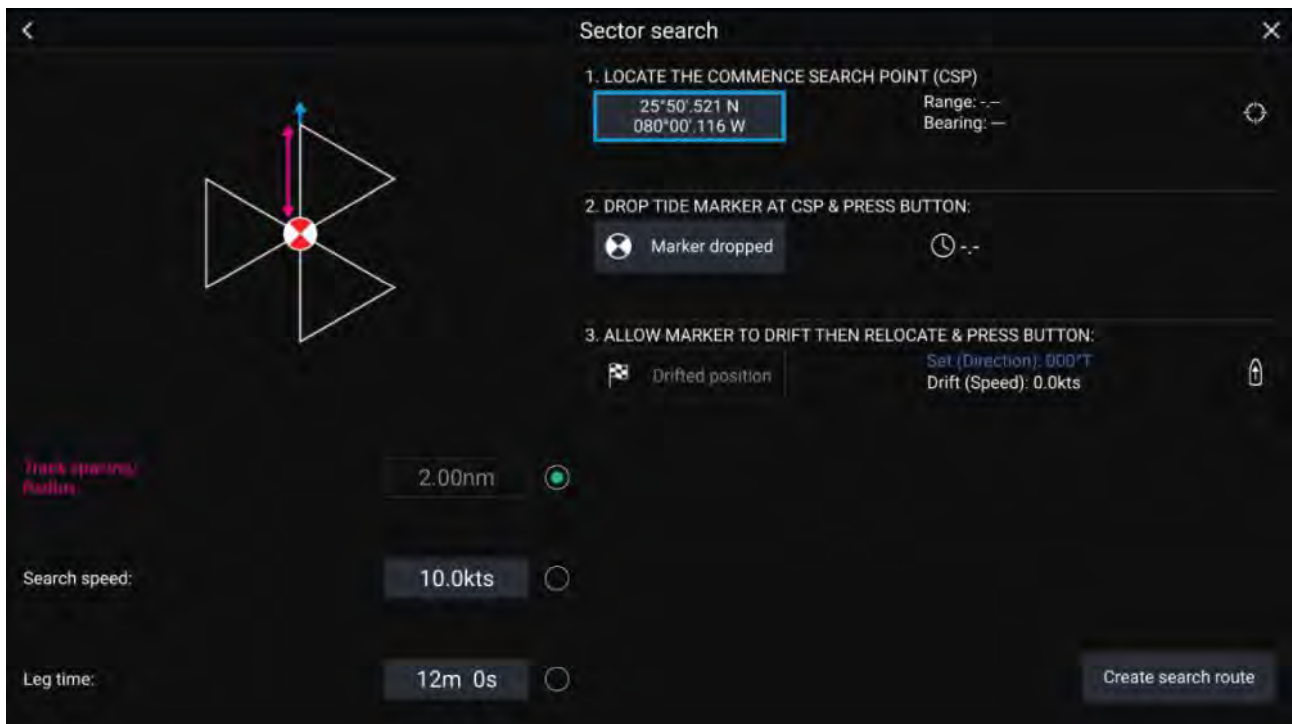 Sector search
1. LOCATE THE COMMENCE SEARCH POINT (CSP)
25°50'.521 N
080°00'.116 W
Range: -.--
Bearing: ---
2. DROP TIDE MARKER AT CSP & PRESS BUTTON:
Marker dropped
-.-
3. ALLOW MARKER TO DRIFT THEN RELOCATE & PRESS BUTTON:
Drifted position
Set (Direction): 000°T
Drift (Speed): 0.0kts
Track spacing/
Radius:
2.00nm
Search speed:
10.0kts
Leg time:
12m 0s
Create search route